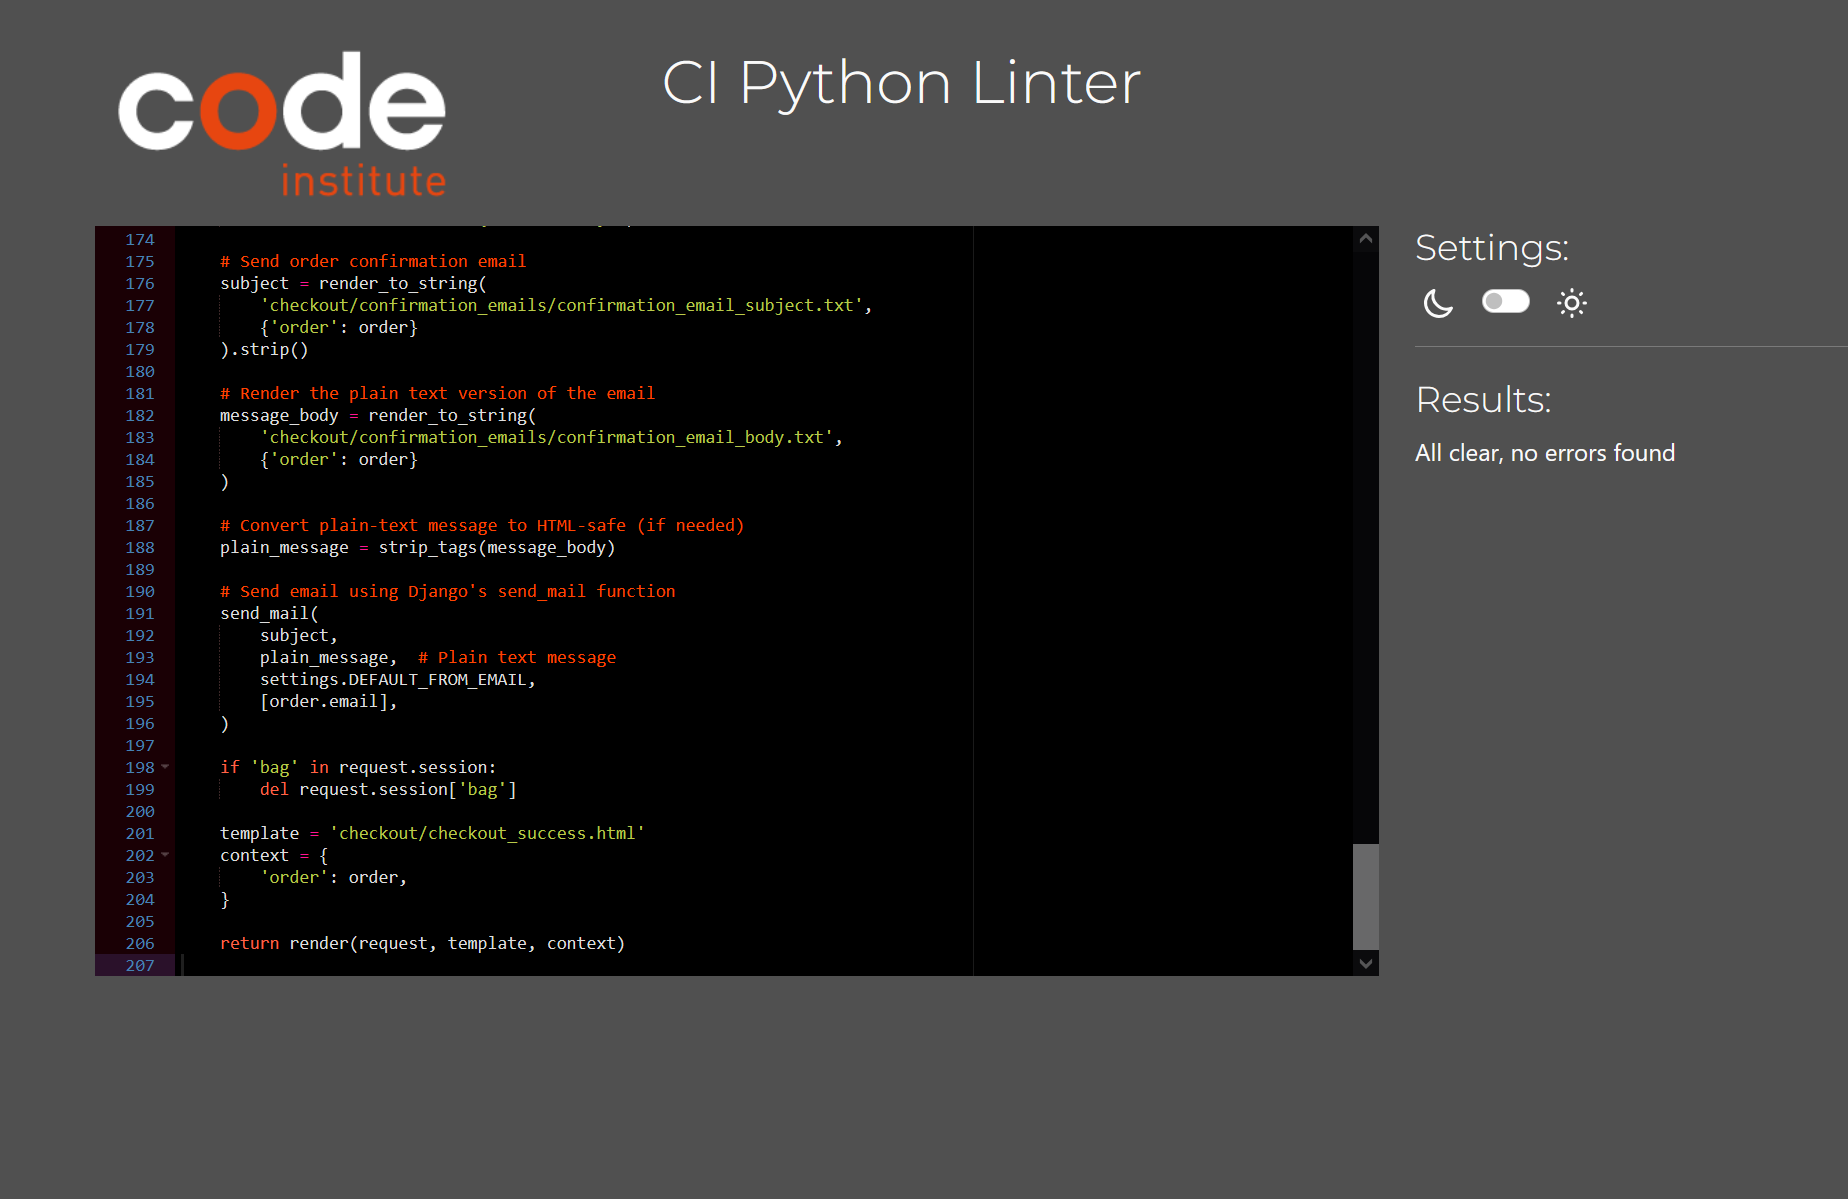 code
institute
CI Python Linter
174
175 # Send order confirmation email
176 subject = render_to_string(
177 'checkout/confirmation_emails/confirmation_email_subject.txt',
178 {'order': order}
179 ).strip()
180
181 # Render the plain text version of the email
182 message_body = render_to_string(
183 'checkout/confirmation_emails/confirmation_email_body.txt',
184 {'order': order}
185 )
186
187 # Convert plain-text message to HTML-safe (if needed)
188 plain_message = strip_tags(message_body)
189
190 # Send email using Django's send_mail function
191 send_mail(
192 subject,
193 plain_message,  # Plain text message
194 settings.DEFAULT_FROM_EMAIL,
195 [order.email],
196 )
197
198 if 'bag' in request.session:
199 del request.session['bag']
200
201 template = 'checkout/checkout_success.html'
202 context = {
203 'order': order,
204 }
205
206 return render(request, template, context)
207
Settings:
Results:
All clear, no errors found